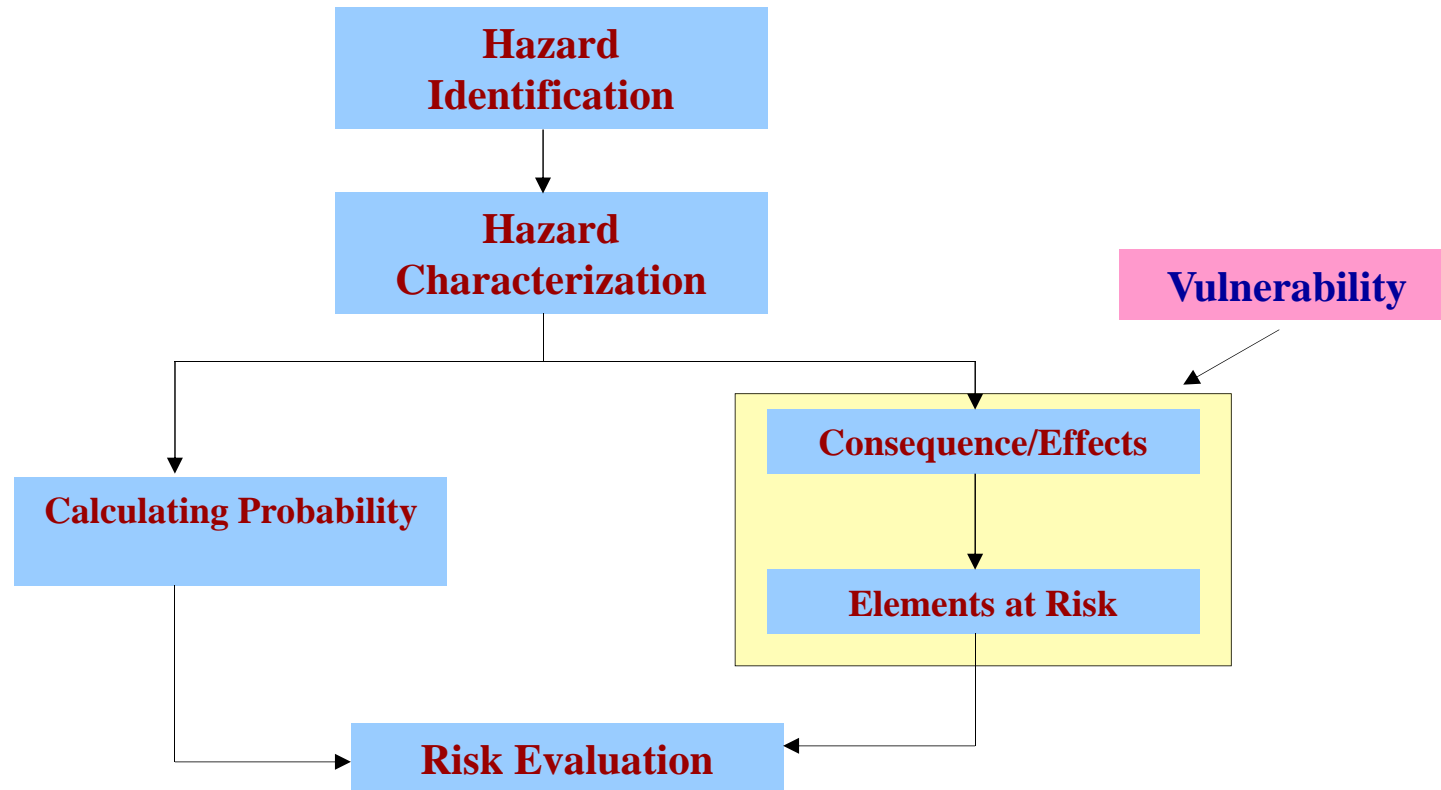 Hazard
Identification
Hazard
Characterization
Vulnerability
Consequence/Effects
Calculating Probability
Elements at Risk
Risk Evaluation